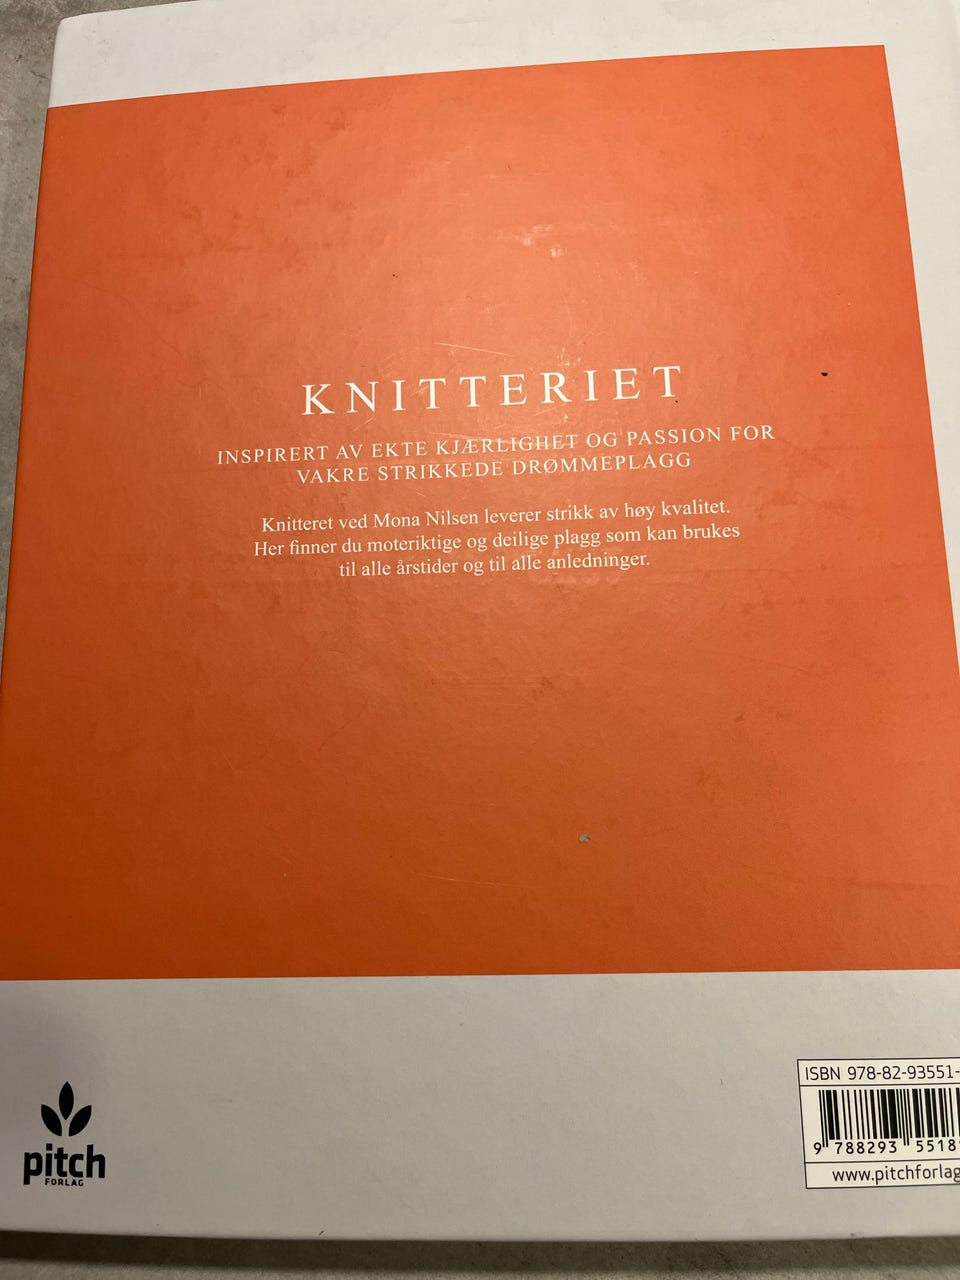 KNITTERIET
INSPIRERT AV EKTE KJÆRLIGHET OG PASSION FOR
VAKRE STRIKKEDE DRØMMEPLAGG
Knitteret ved Mona Nilsen leverer strikk av høy kvalitet.
Her finner du moteriktige og deilige plagg som kan brukes
til alle årstider og til alle anledninger.
pitch
FORLAG
ISBN 978-82-93551-
9 788293 5518
www.pitchforlag